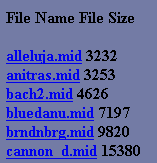 File Name File Size
alleluja.mid 3232
anitras.mid 3253
bach2.mid 4626
bluedanu.mid 7197
brndnbrg.mid 9820
cannon_d.mid 15380